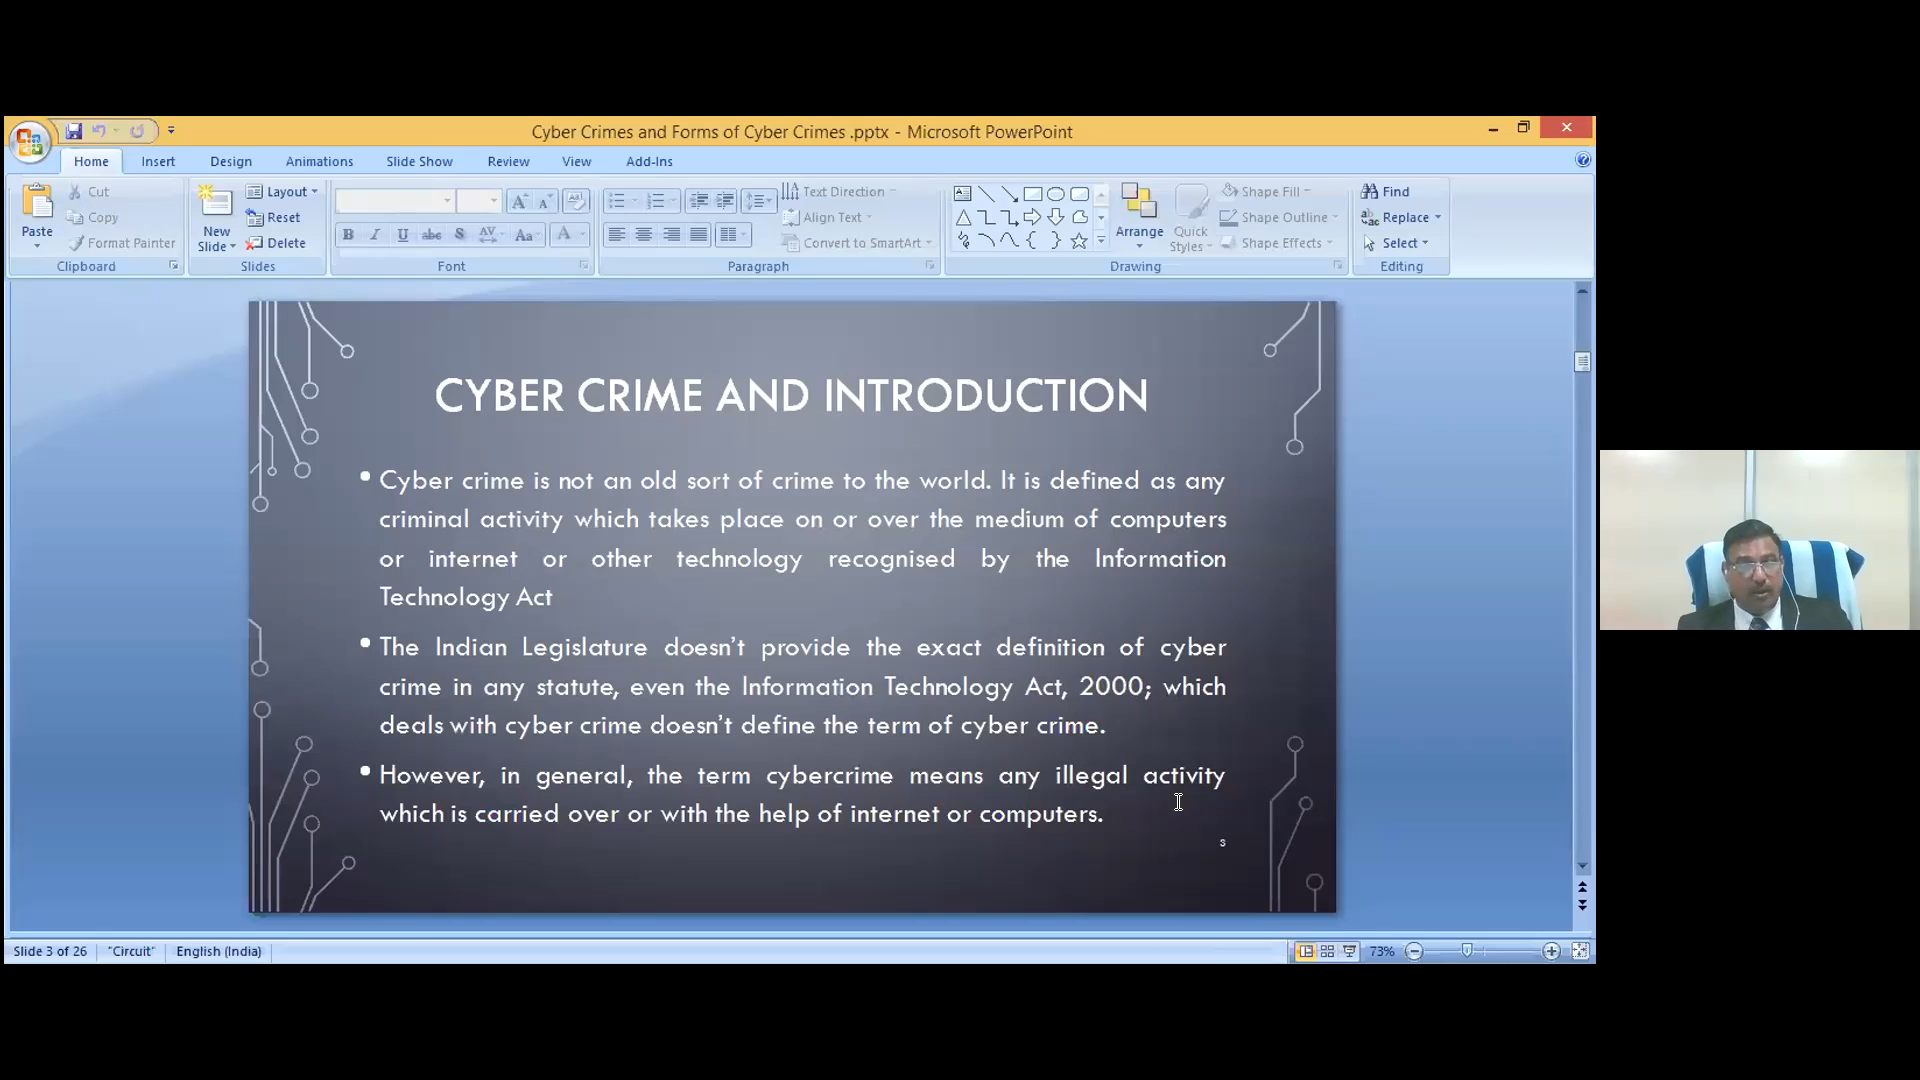 Cyber Crimes and Forms of Cyber Crimes .pptx - Microsoft PowerPoint
Home Insert Design Animations Slide Show Review View Add-Ins
Paste
Cut
Copy
Format Painter
Clipboard
New
Slide
Layout
Reset
Delete
Slides
Font
Text Direction
Align Text
Convert to SmartArt
Paragraph
Arrange
Quick
Styles
Shape Fill
Shape Outline
Shape Effects
Drawing
Find
Replace
Select
Editing
CYBER CRIME AND INTRODUCTION
• Cyber crime is not an old sort of crime to the world. It is defined as any
criminal activity which takes place on or over the medium of computers
or internet or other technology recognised by the Information
Technology Act
• The Indian Legislature doesn’t provide the exact definition of cyber
crime in any statute, even the Information Technology Act, 2000; which
deals with cyber crime doesn’t define the term of cyber crime.
• However, in general, the term cybercrime means any illegal activity
which is carried over or with the help of internet or computers.
3
Slide 3 of 26 "Circuit" English (India) 73%